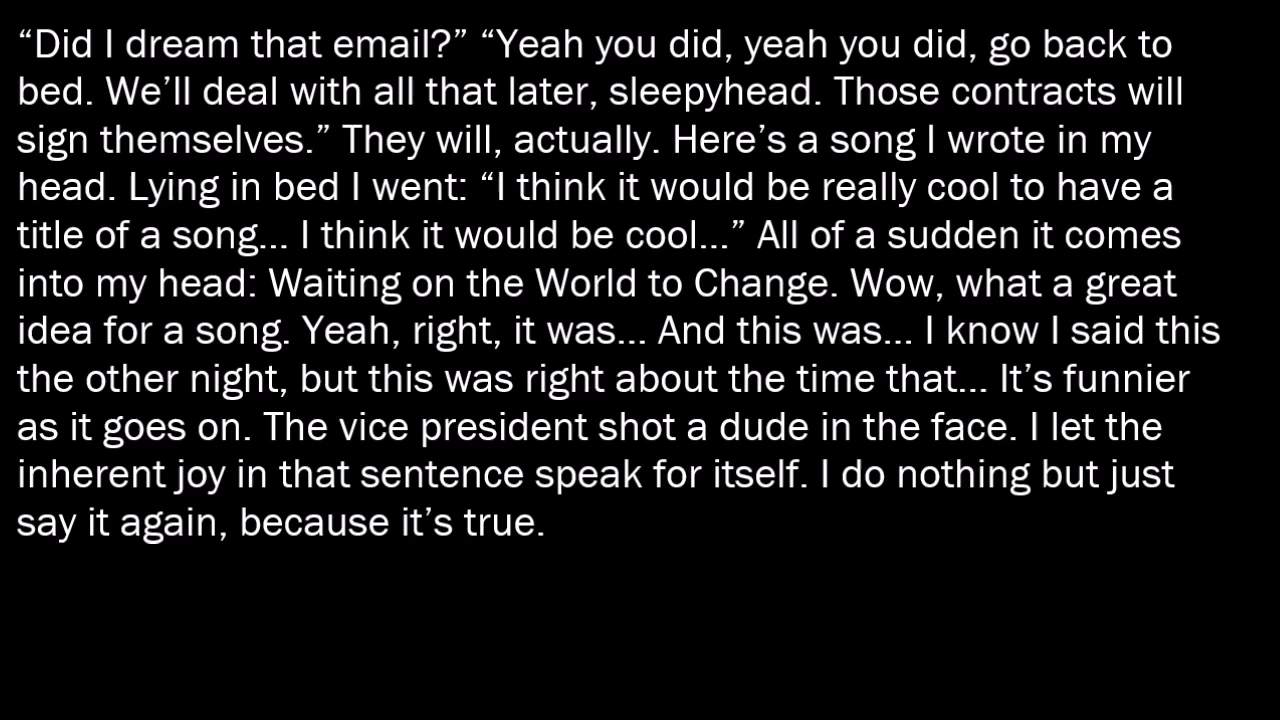 “Did I dream that email?” “Yeah you did, yeah you did, go back to
bed. We’ll deal with all that later, sleepyhead. Those contracts will
sign themselves.” They will, actually. Here’s a song I wrote in my
head. Lying in bed I went: “I think it would be really cool to have a
title of a song... I think it would be cool...” All of a sudden it comes
into my head: Waiting on the World to Change. Wow, what a great
idea for a song. Yeah, right, it was... And this was... I know I said this
the other night, but this was right about the time that... It’s funnier
as it goes on. The vice president shot a dude in the face. I let the
inherent joy in that sentence speak for itself. I do nothing but just
say it again, because it’s true.